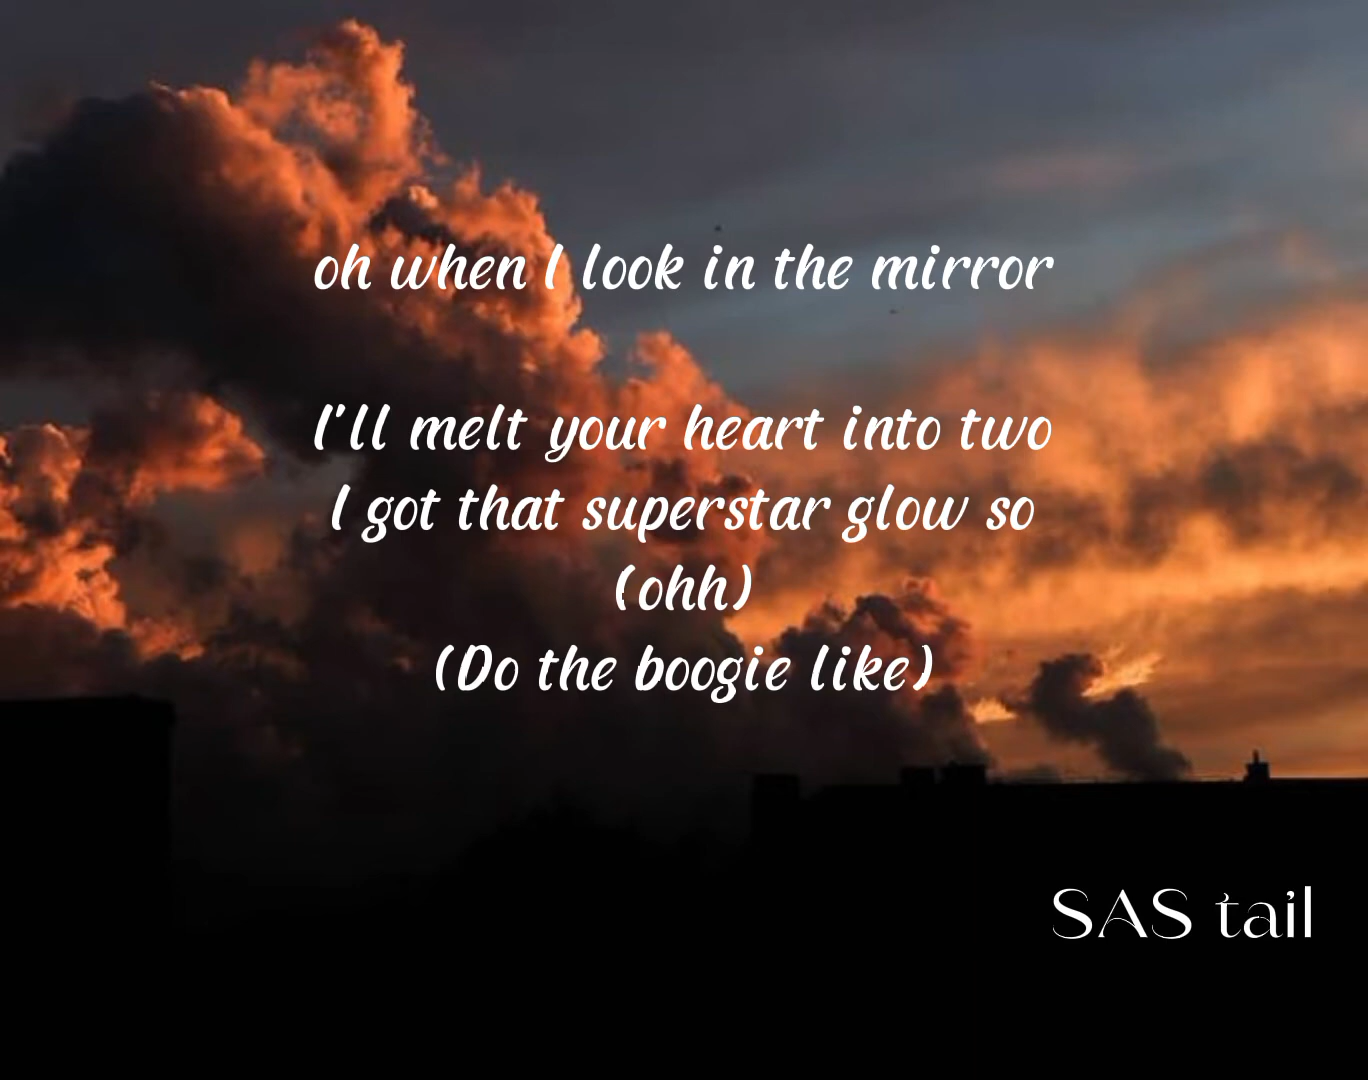 oh when I look in the mirror
I'll melt your heart into two
I got that superstar glow so
(ohh)
(Do the boogie like)
SAS tail